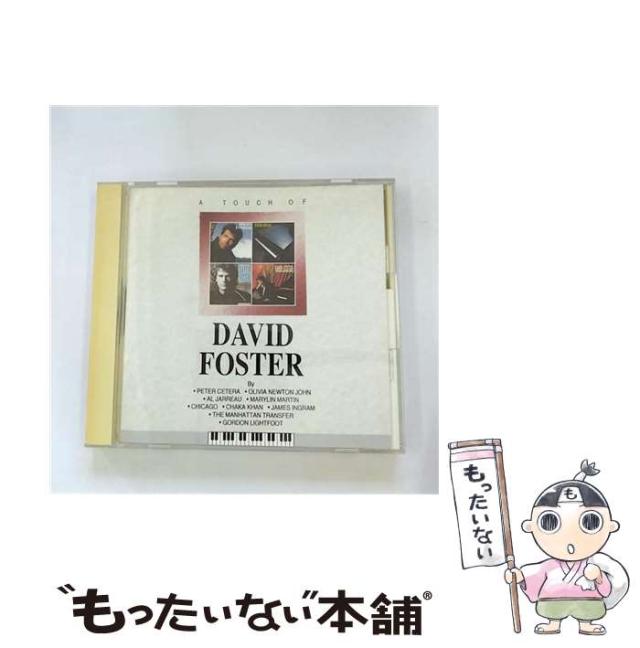 A TOUCH OF
DAVID
FOSTER
By
• PETER CETERA • OLIVIA NEWTON JOHN
• AL JARREAU • MARYLIN MARTIN
• CHICAGO • CHAKA KHAN • JAMES INGRAM
• THE MANHATTAN TRANSFER
• GORDON LIGHTFOOT
も
もったいない
"もったいない"本舗®